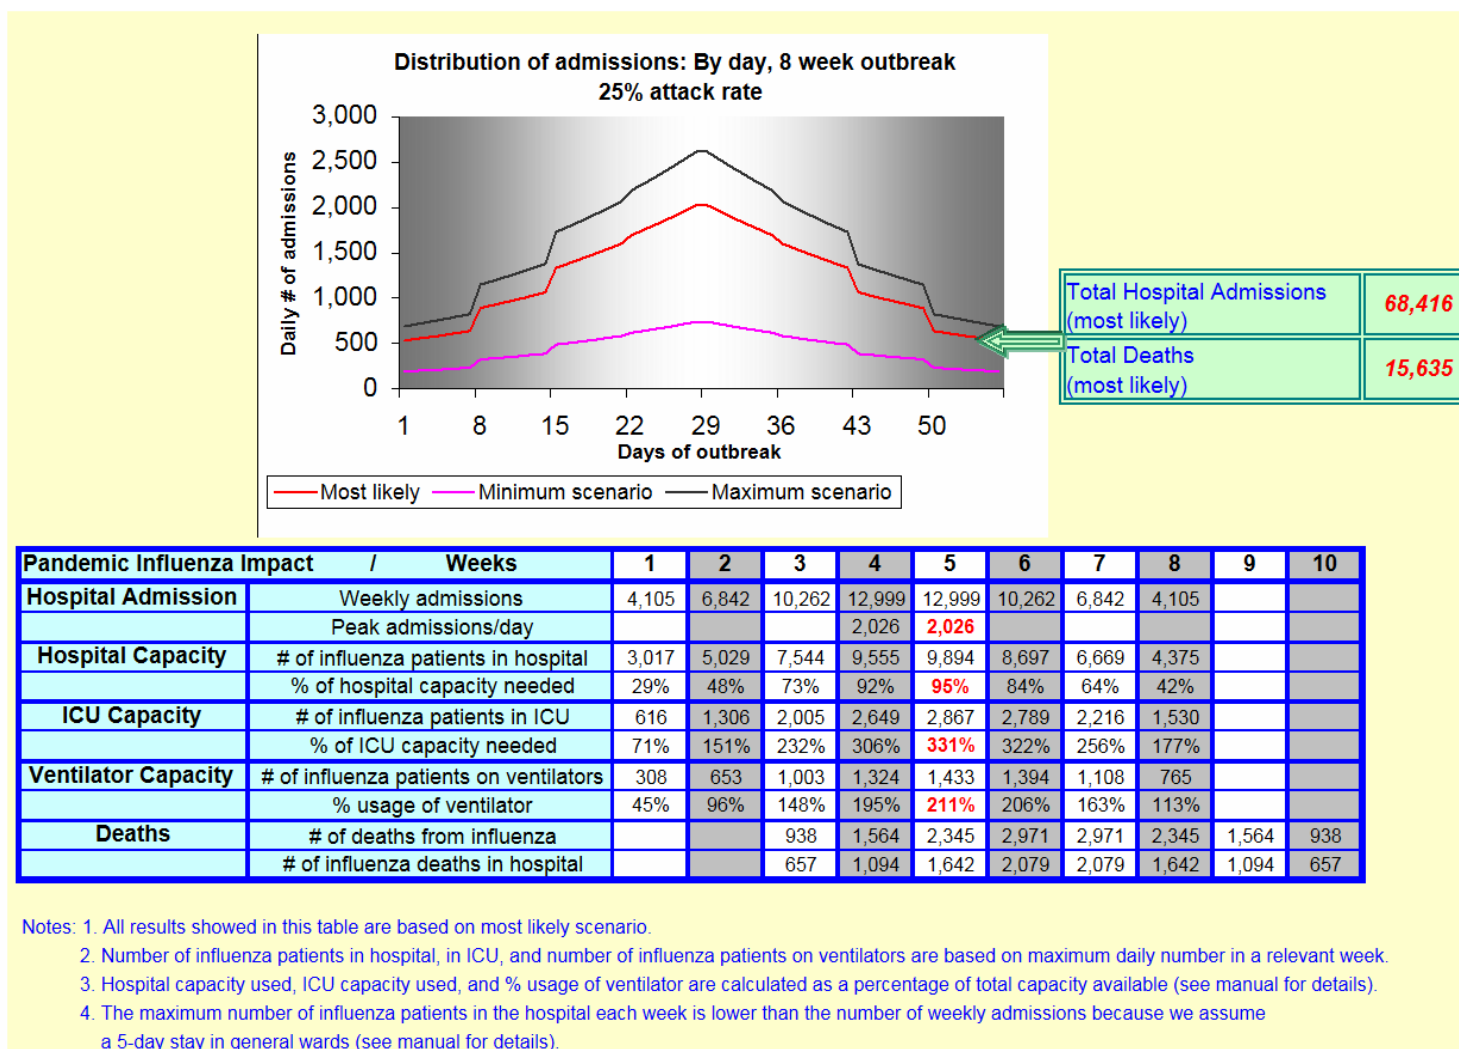 Distribution of admissions: By day, 8 week outbreak
25% attack rate
3,000
2,500
2,000
1,500
1,000
500
0
Daily # of admissions
1 8 15 22 29 36 43 50
Days of outbreak
Most likely Minimum scenario Maximum scenario
Total Hospital Admissions
(most likely)
68,416
Total Deaths
(most likely)
15,635
Pandemic Influenza Impact / Weeks 1 2 3 4 5 6 7 8 9 10
Hospital Admission Weekly admissions 4,105 6,842 10,262 12,999 12,999 10,262 6,842 4,105
Peak admissions/day 2,026 2,026
Hospital Capacity # of influenza patients in hospital 3,017 5,029 7,544 9,555 9,894 8,697 6,669 4,375
% of hospital capacity needed 29% 48% 73% 92% 95% 84% 64% 42%
ICU Capacity # of influenza patients in ICU 616 1,306 2,005 2,649 2,867 2,789 2,216 1,530
% of ICU capacity needed 71% 151% 232% 306% 331% 322% 256% 177%
Ventilator Capacity # of influenza patients on ventilators 308 653 1,003 1,324 1,433 1,394 1,108 765
% usage of ventilator 45% 96% 148% 195% 211% 206% 163% 113%
Deaths # of deaths from influenza 938 1,564 2,345 2,971 2,971 2,345 1,564 938
# of influenza deaths in hospital 657 1,094 1,642 2,079 2,079 1,642 1,094 657
Notes: 1. All results showed in this table are based on most likely scenario.
2. Number of influenza patients in hospital, in ICU, and number of influenza patients on ventilators are based on maximum daily number in a relevant week.
3. Hospital capacity used, ICU capacity used, and % usage of ventilator are calculated as a percentage of total capacity available (see manual for details).
4. The maximum number of influenza patients in the hospital each week is lower than the number of weekly admissions because we assume
a 5-day stay in general wards (see manual for details).